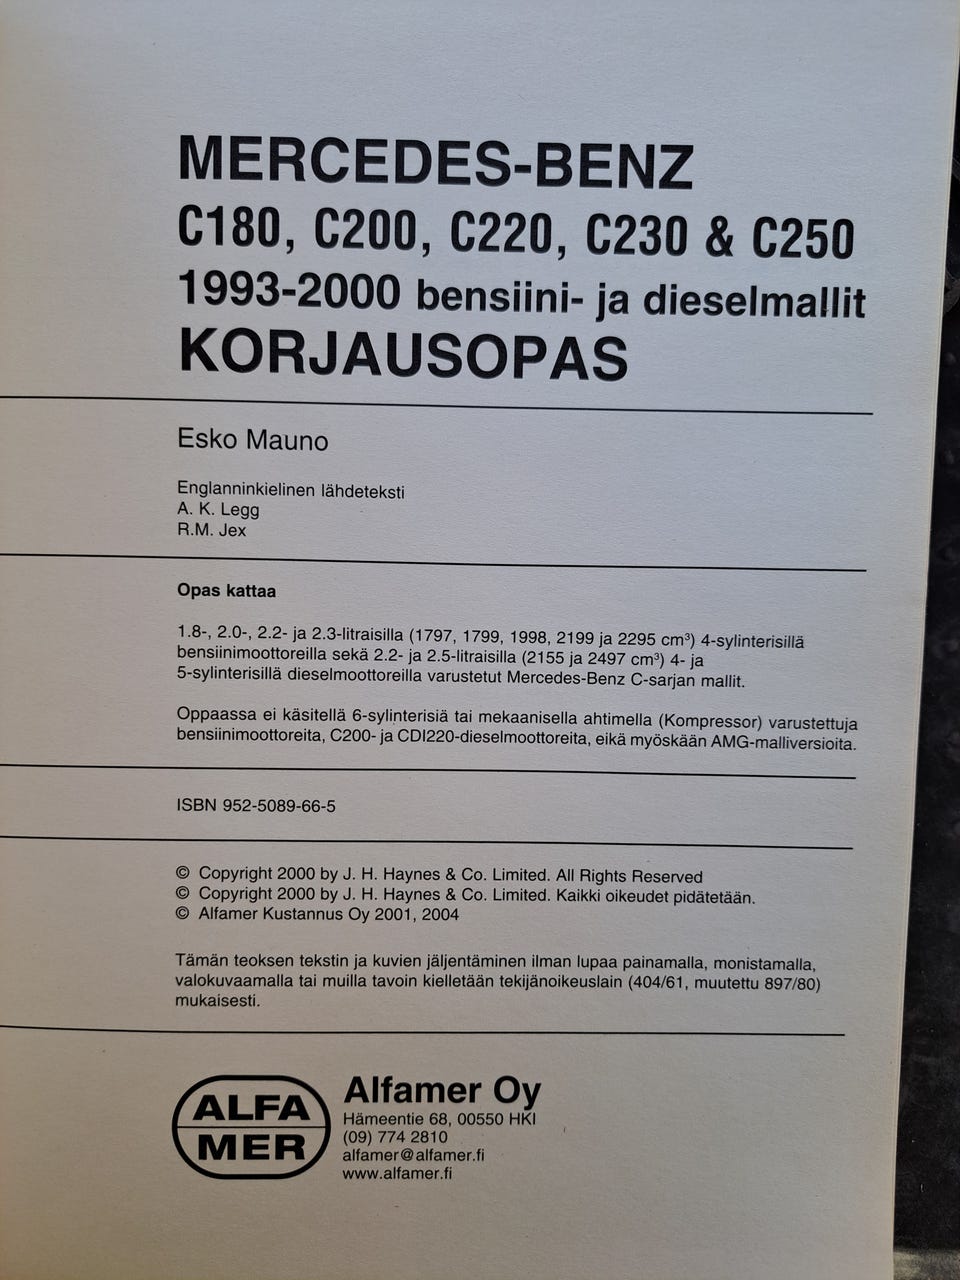 MERCEDES-BENZ
C180, C200, C220, C230 & C250
1993-2000 bensiini- ja dieselmallit
KORJAUSOPAS
Esko Mauno
Englanninkielinen lähdeteksti
A. K. Legg
R.M. Jex
Opas kattaa
1.8-, 2.0-, 2.2- ja 2.3-litraisilla (1797, 1799, 1998, 2199 ja 2295 cm³) 4-sylinterisillä
bensiinimoottoreilla sekä 2.2- ja 2.5-litraisilla (2155 ja 2497 cm³) 4- ja
5-sylinterisillä dieselmoottoreilla varustetut Mercedes-Benz C-sarjan mallit.
Oppaassa ei käsitellä 6-sylinterisiä tai mekaanisella ahtimella (Kompressor) varustettuja
bensiinimoottoreita, C200- ja CDI220-dieselmoottoreita, eikä myöskään AMG-malliversioita.
ISBN 952-5089-66-5
© Copyright 2000 by J. H. Haynes & Co. Limited. All Rights Reserved
© Copyright 2000 by J. H. Haynes & Co. Limited. Kaikki oikeudet pidätetään.
© Alfamer Kustannus Oy 2001, 2004
Tämän teoksen tekstin ja kuvien jäljentäminen ilman lupaa painamalla, monistamalla,
valokuvaamalla tai muilla tavoin kielletään tekijänoikeuslain (404/61, muutettu 897/80)
mukaisesti.
ALFA
MER
Alfamer Oy
Hämeentie 68, 00550 HKI
(09) 774 2810
alfamer@alfamer.fi
www.alfamer.fi